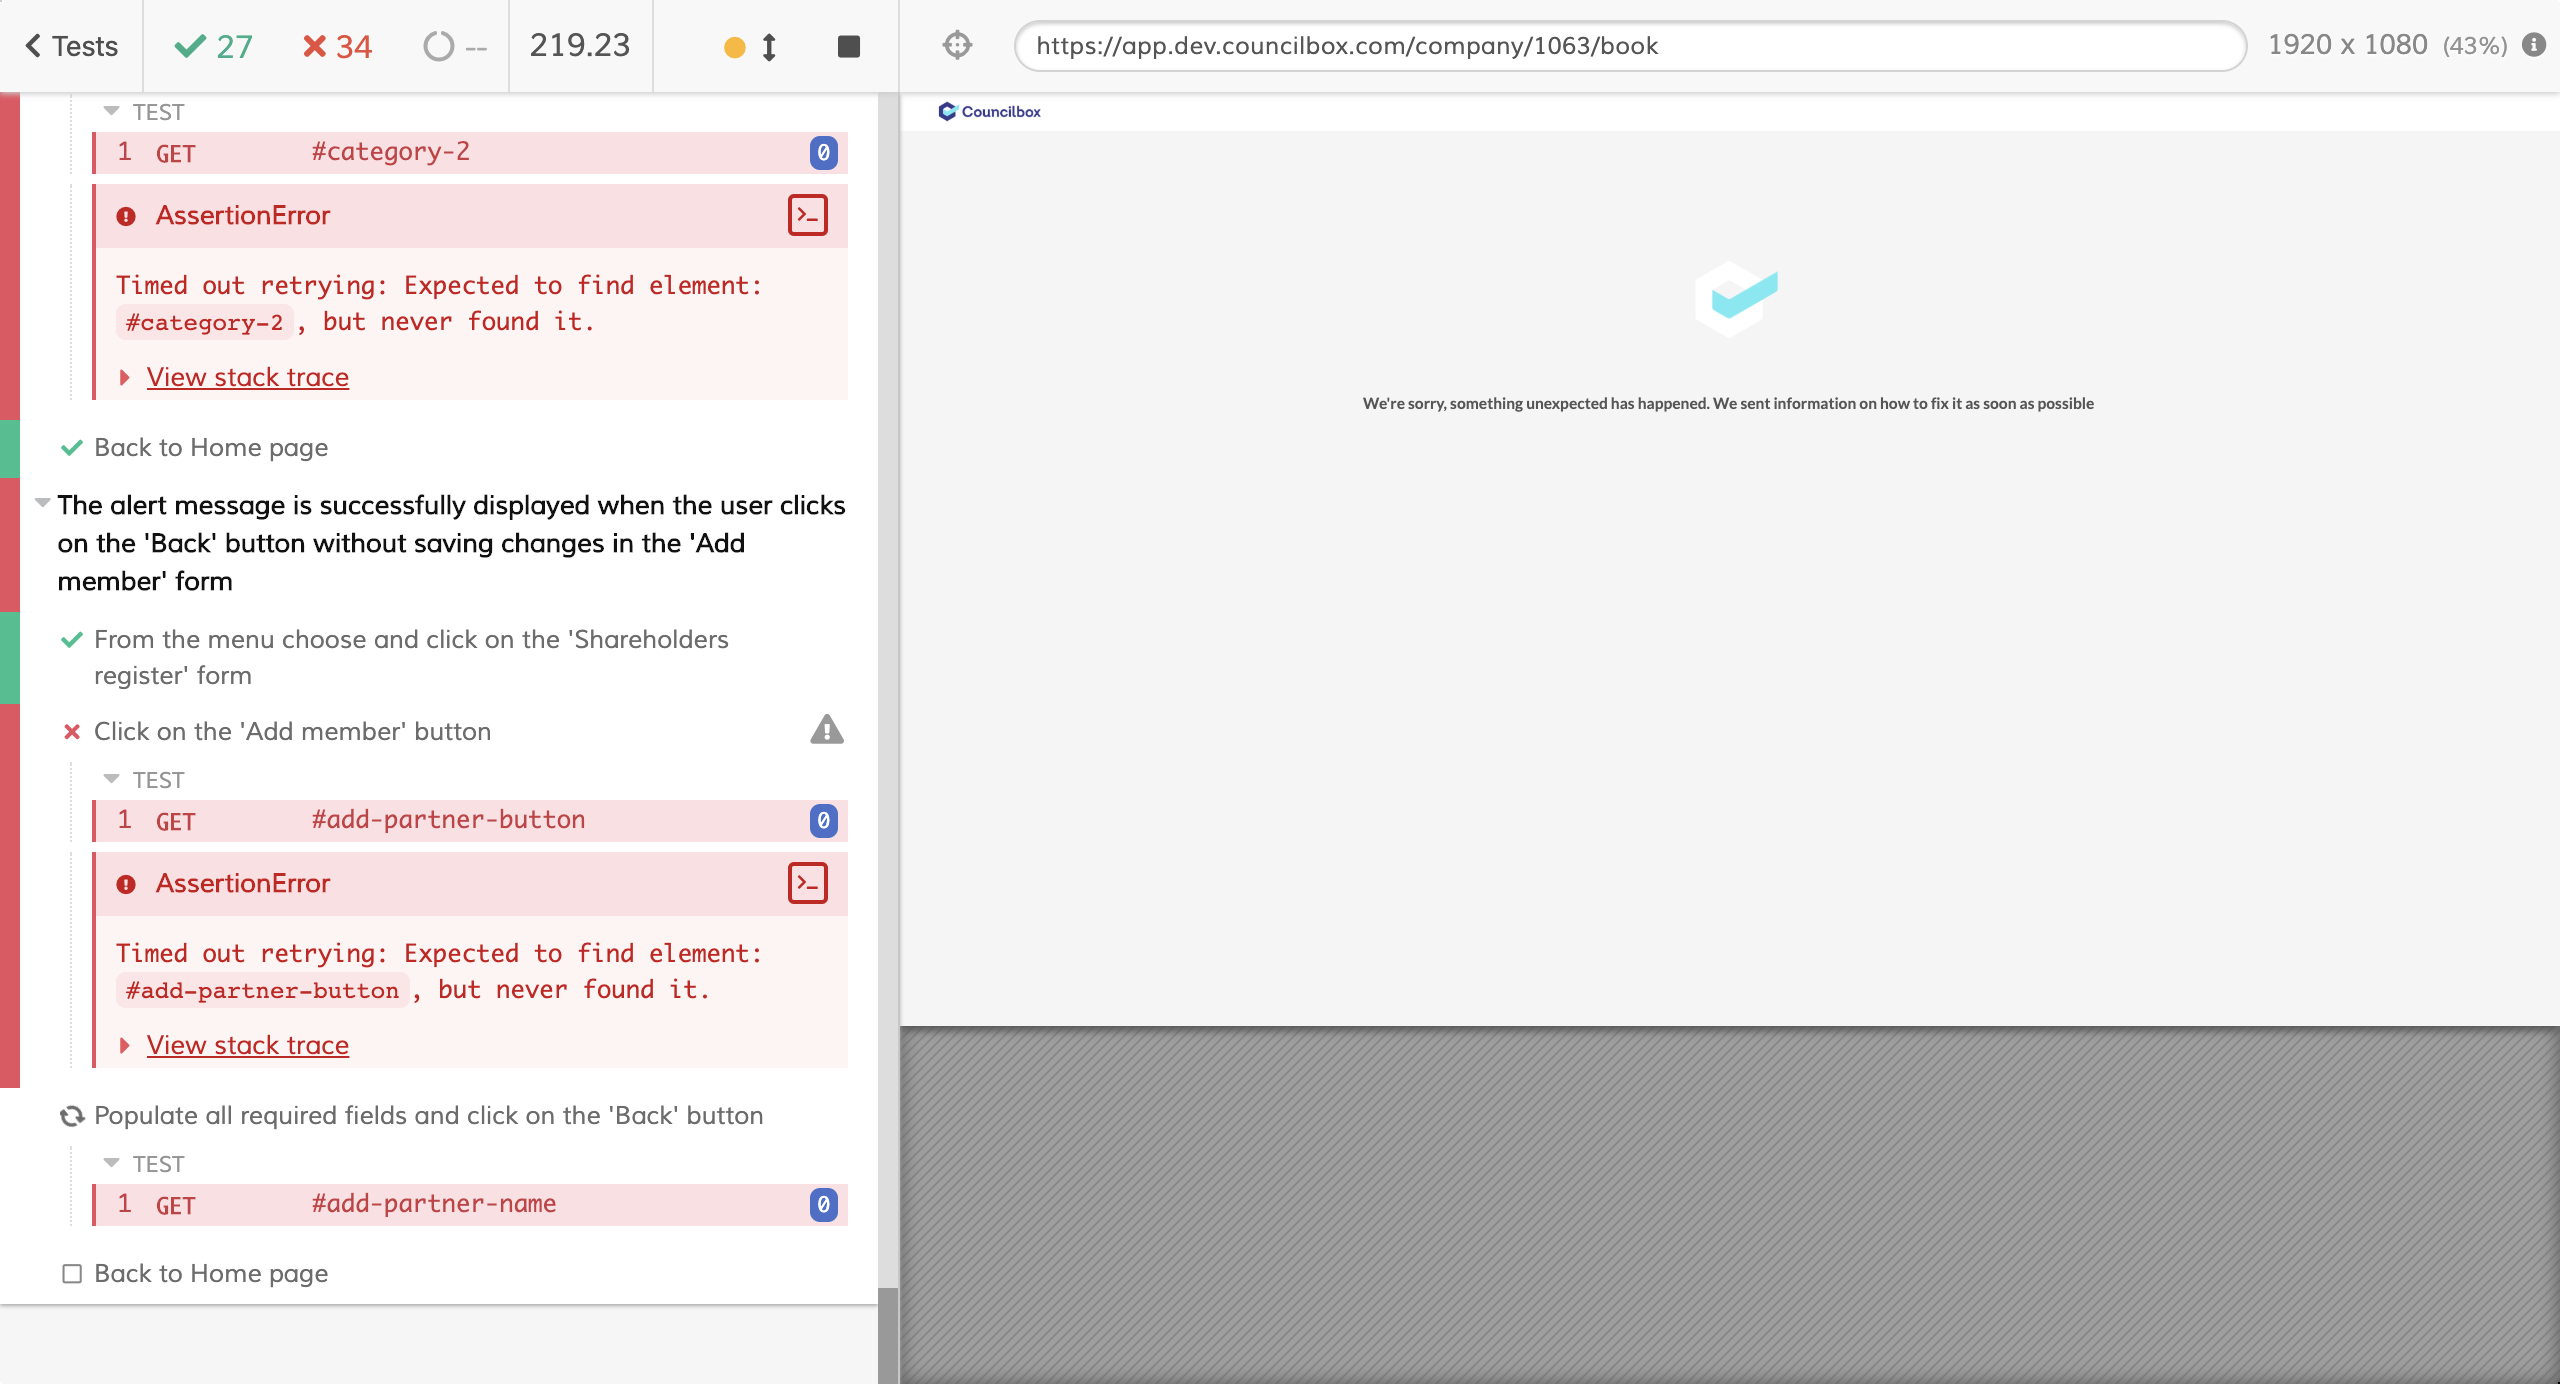 Tests
27
34
--
219.23
https://app.dev.councilbox.com/company/1063/book
1920 x 1080 (43%)
TEST
1 GET #category-2 0
AssertionError
Timed out retrying: Expected to find element:
#category-2, but never found it.
View stack trace
Back to Home page
The alert message is successfully displayed when the user clicks
on the 'Back' button without saving changes in the 'Add
member' form
From the menu choose and click on the 'Shareholders
register' form
Click on the 'Add member' button
TEST
1 GET #add-partner-button 0
AssertionError
Timed out retrying: Expected to find element:
#add-partner-button, but never found it.
View stack trace
Populate all required fields and click on the 'Back' button
TEST
1 GET #add-partner-name 0
Back to Home page
Councilbox
We're sorry, something unexpected has happened. We sent information on how to fix it as soon as possible